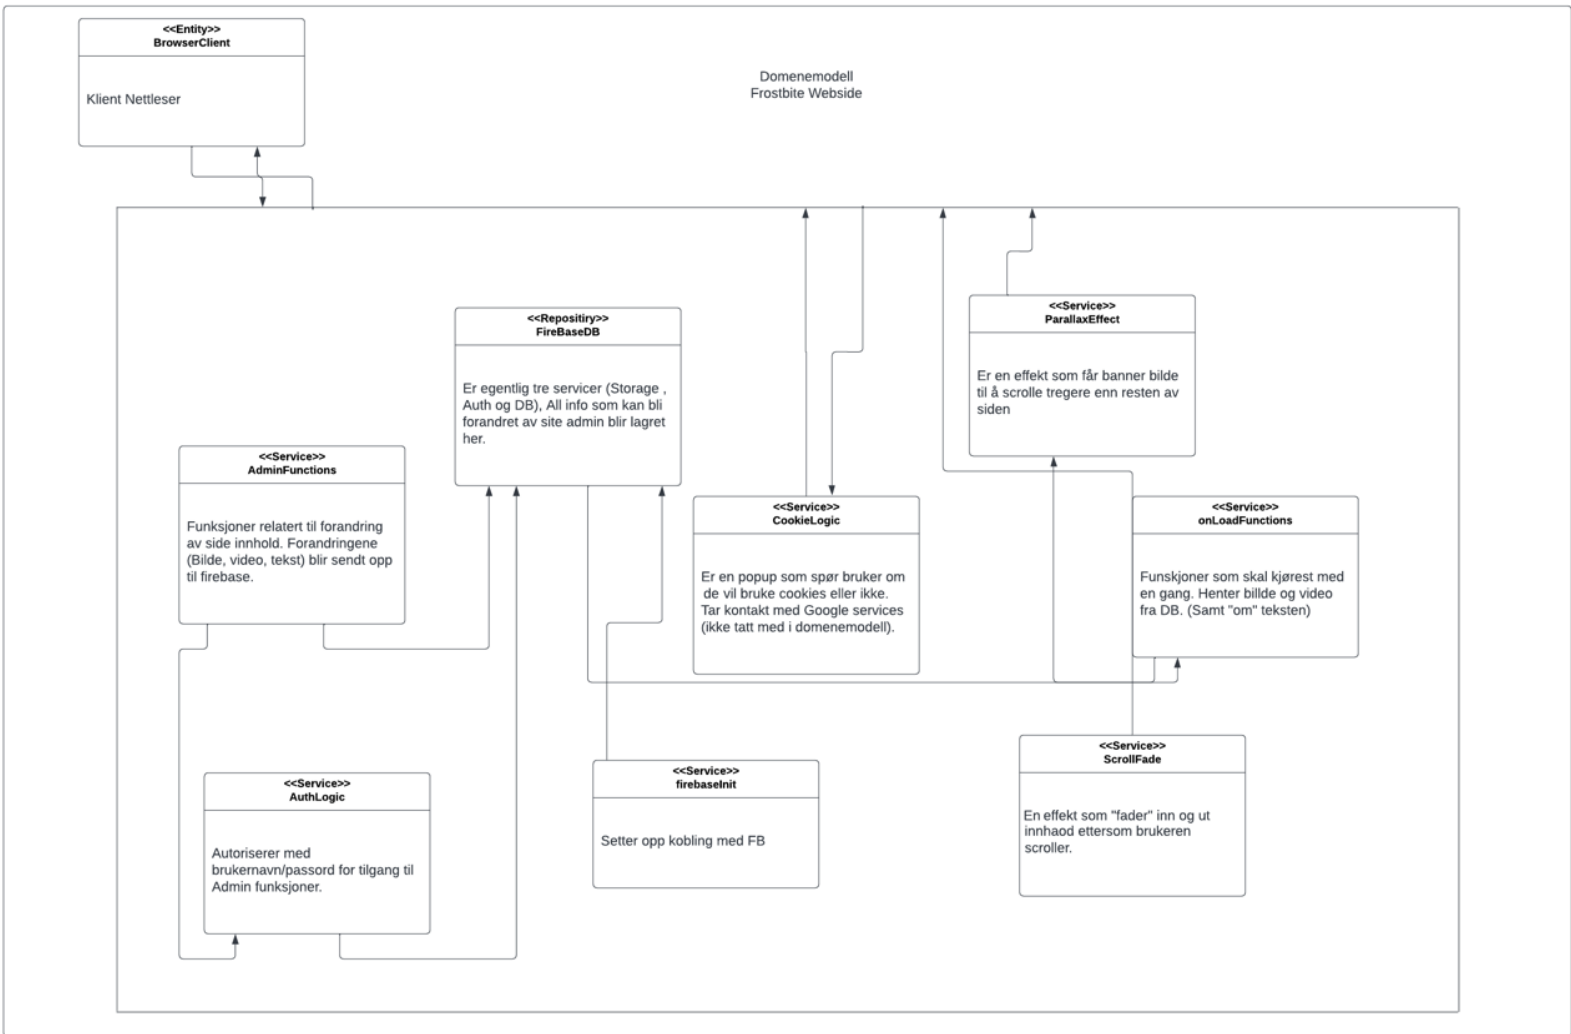 <<Entity>>
BrowserClient
Klient Nettleser
Domenemodell
Frostbite Webside
<<Repositiry>>
FireBaseDB
Er egentlig tre servicer (Storage ,
Auth og DB), All info som kan bli
forandret av site admin blir lagret
her.
<<Service>>
ParallaxEffect
Er en effekt som får banner bilde
til å scrolle tregere enn resten av
siden
<<Service>>
AdminFunctions
Funksjoner relatert til forandring
av side innhold. Forandringene
(Bilde, video, tekst) blir sendt opp
til firebase.
<<Service>>
CookieLogic
Er en popup som spør bruker om
de vil bruke cookies eller ikke.
Tar kontakt med Google services
(ikke tatt med i domenemodell).
<<Service>>
onLoadFunctions
Funskjoner som skal kjørest med
en gang. Henter billde og video
fra DB. (Samt "om" teksten)
<<Service>>
AuthLogic
Autoriserer med
brukernavn/passord for tilgang til
Admin funksjoner.
<<Service>>
firebaseInit
Setter opp kobling med FB
<<Service>>
ScrollFade
En effekt som "fader" inn og ut
innhaod ettersom brukeren
scroller.